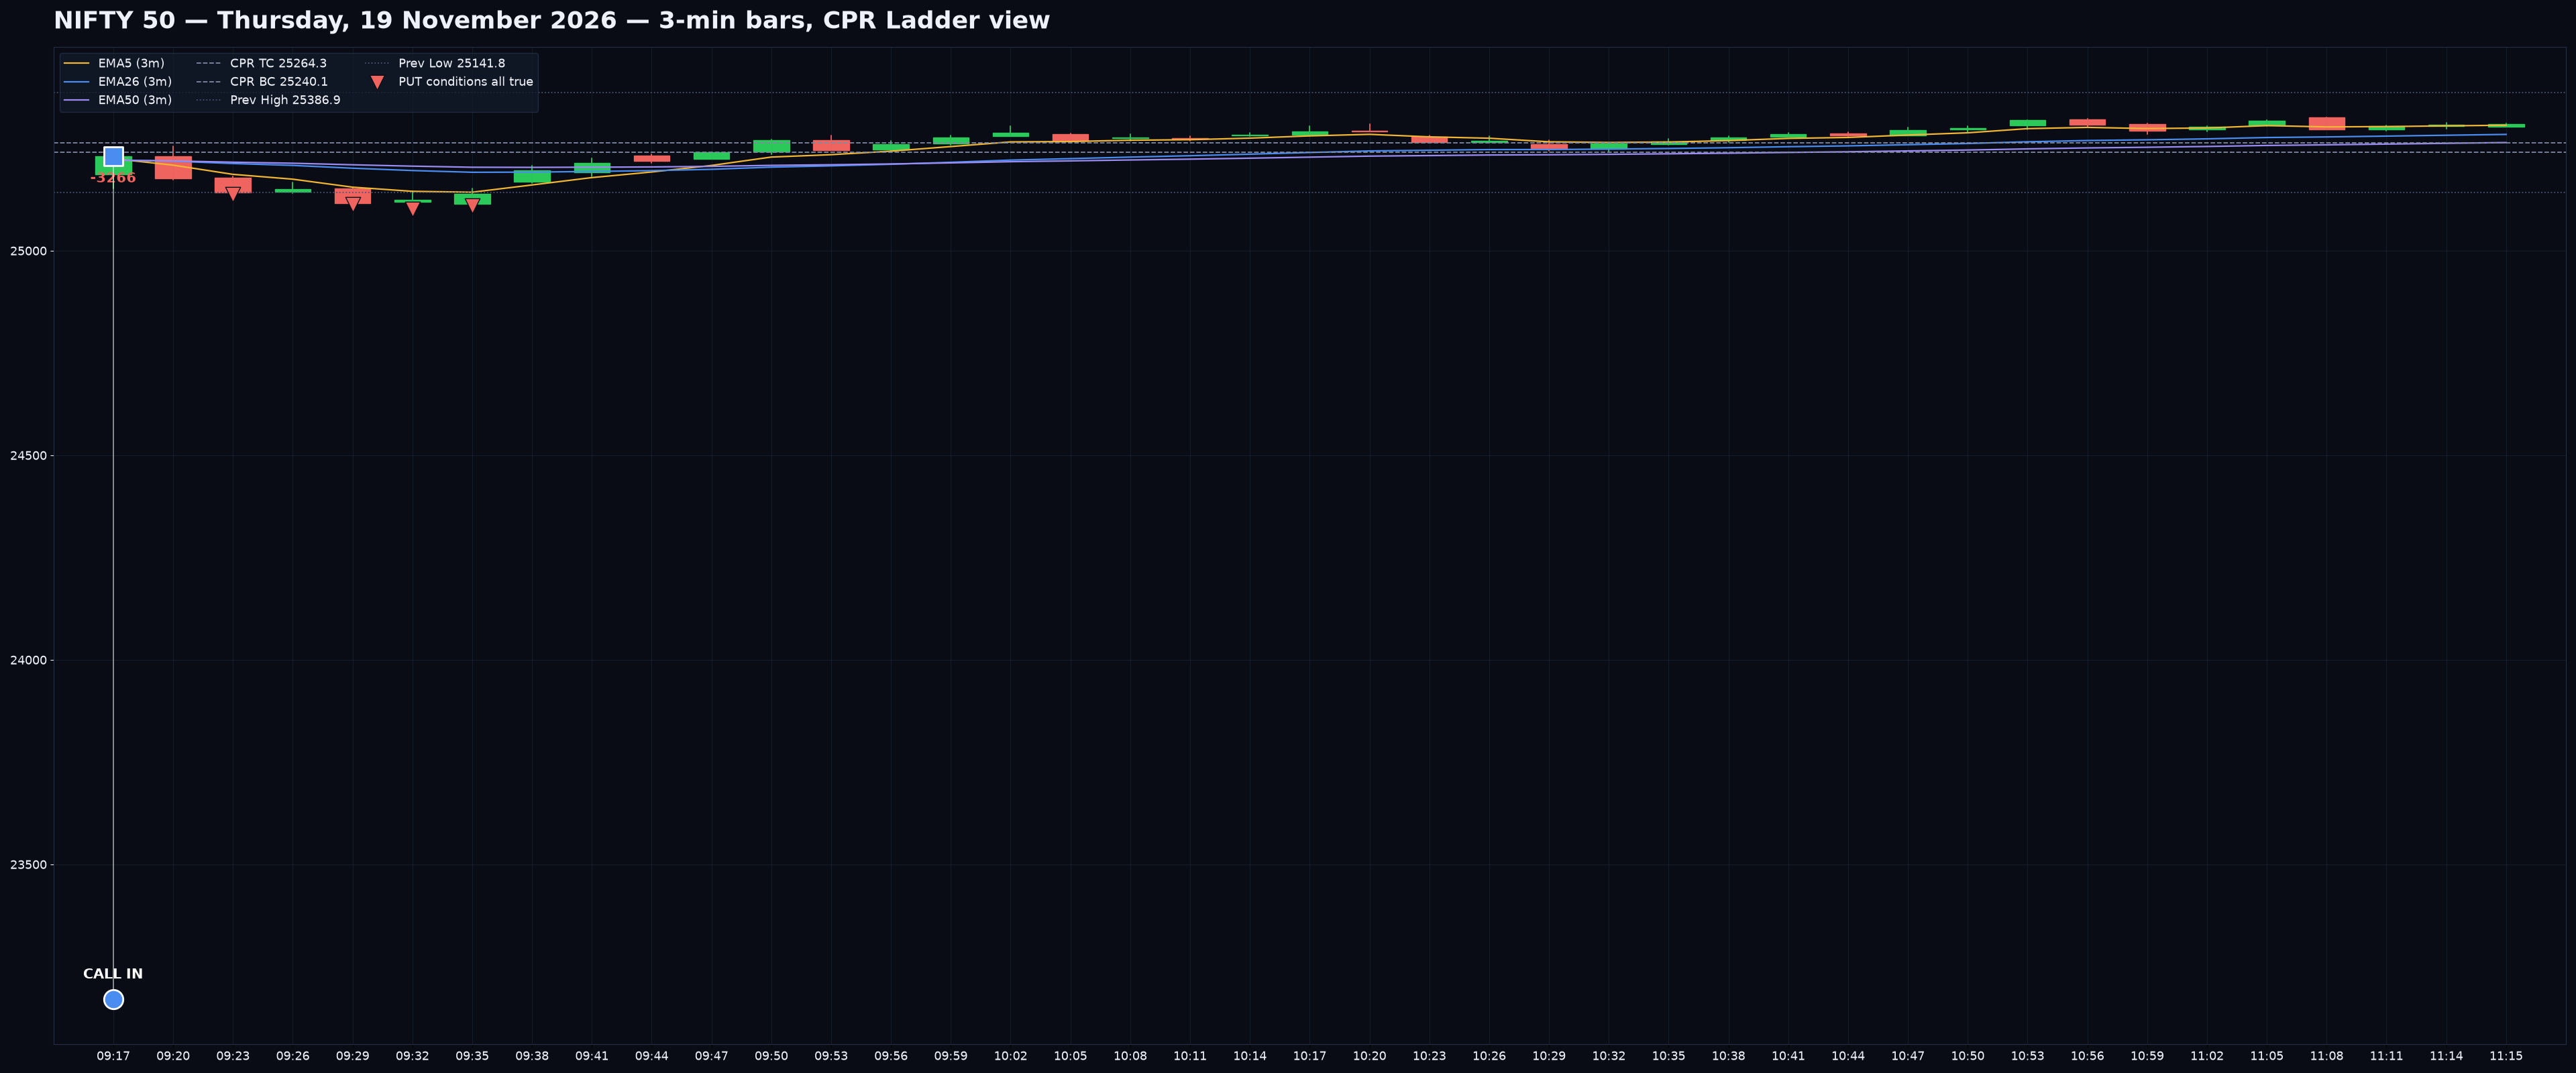 NIFTY 50 — Thursday, 19 November 2026 — 3-min bars, CPR Ladder view
EMA5 (3m)
EMA26 (3m)
EMA50 (3m)
CPR TC 25264.3
CPR BC 25240.1
Prev High 25386.9
Prev Low 25141.8
PUT conditions all true
-3266
25000
24500
24000
23500
CALL IN
09:17 09:20 09:23 09:26 09:29 09:32 09:35 09:38 09:41 09:44 09:47 09:50 09:53 09:56 09:59 10:02 10:05 10:08 10:11 10:14 10:17 10:20 10:23 10:26 10:29 10:32 10:35 10:38 10:41 10:44 10:47 10:50 10:53 10:56 10:59 11:02 11:05 11:08 11:11 11:14 11:15